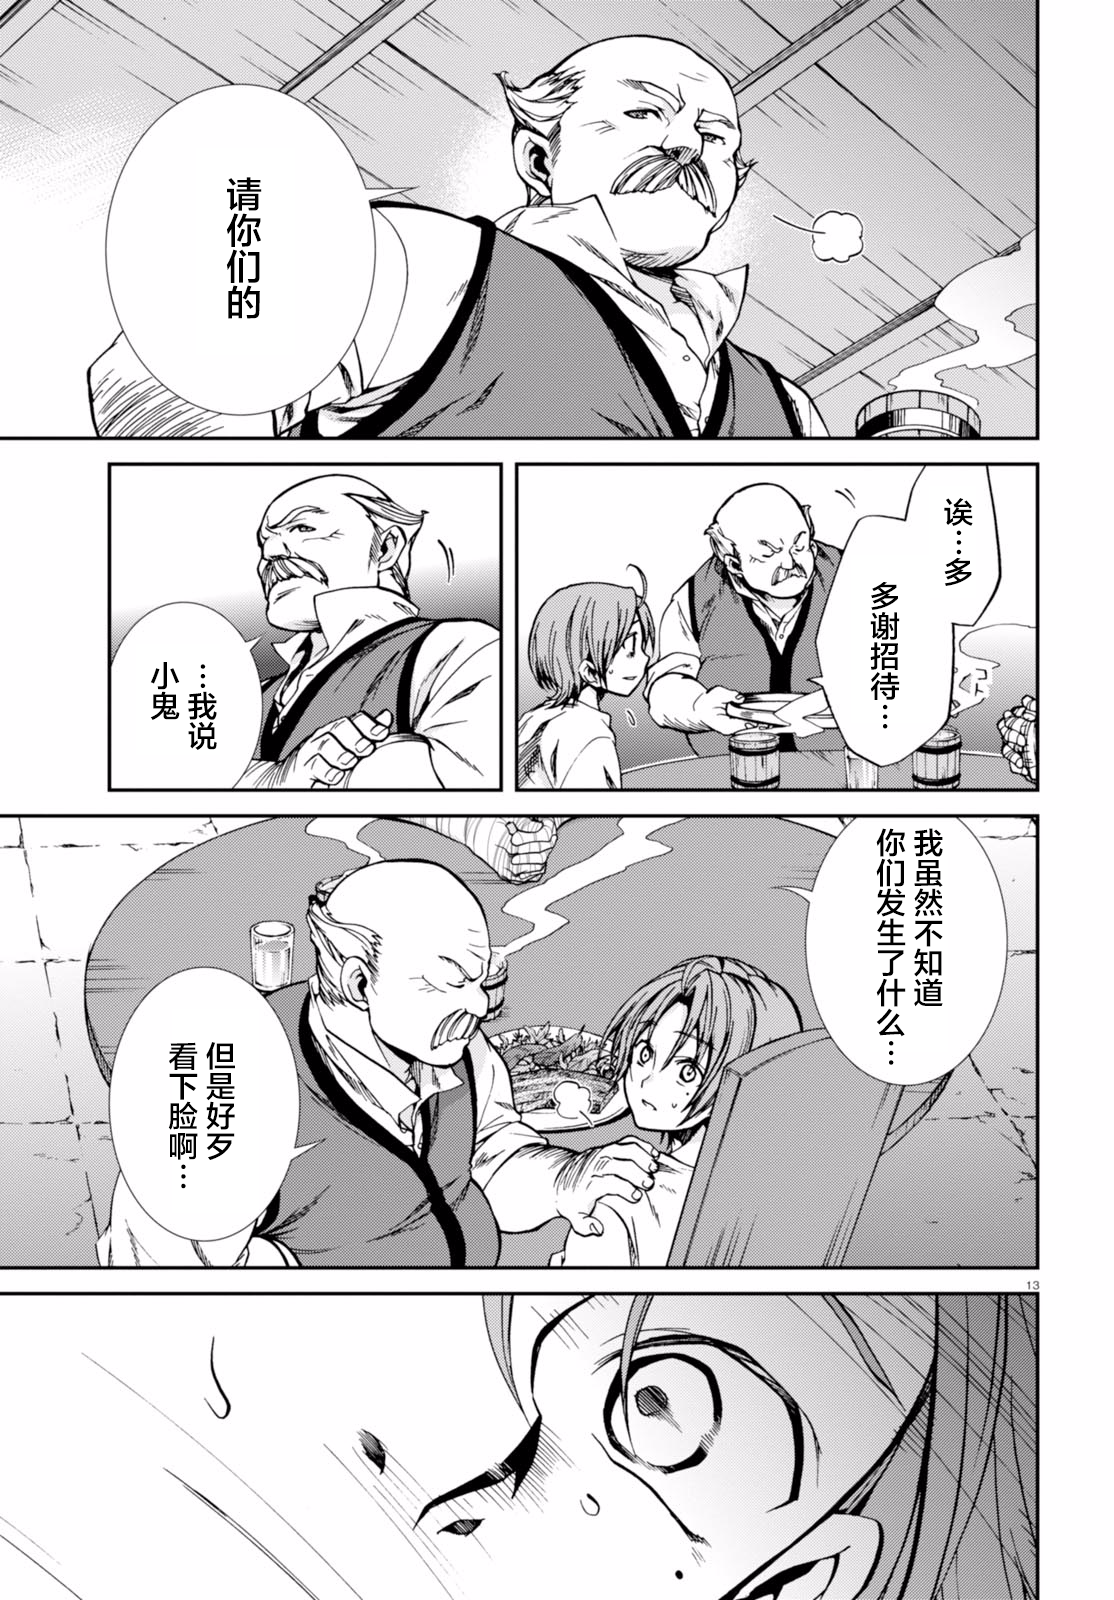 请你们的
诶…多
多谢招待…
…我说
小鬼
我虽然不知道
你们发生了什么…
但是好歹
看下脸啊…
13